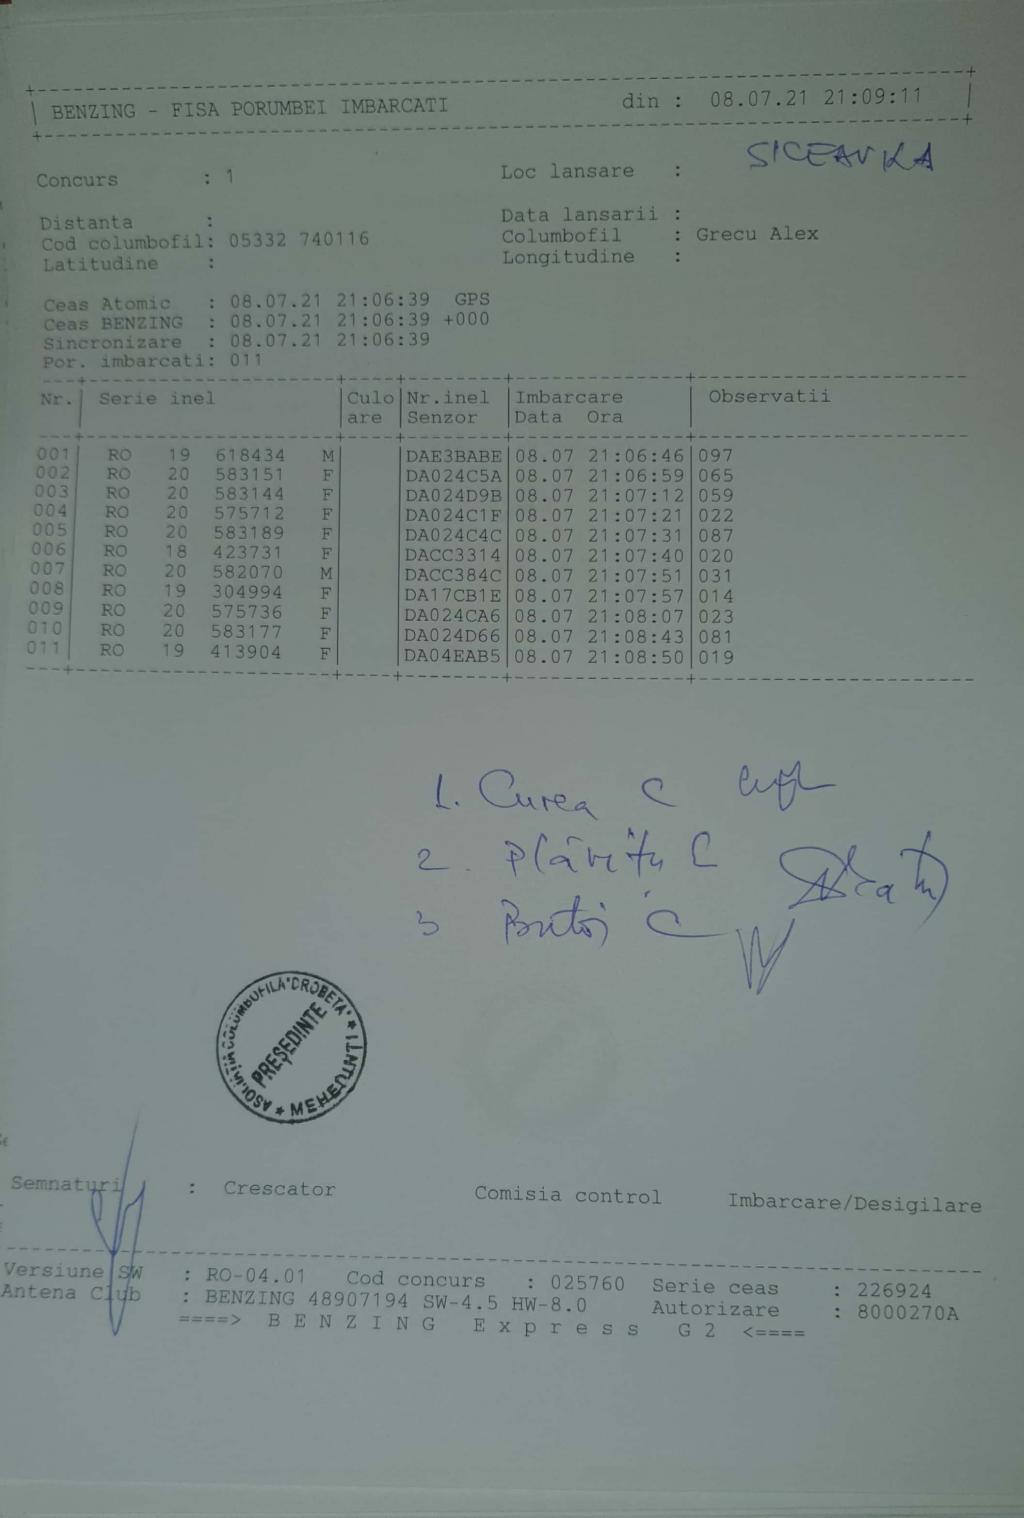 BENZING - FISA PORUMBEI IMBARCATI din : 08.07.21 21:09:11
Concurs : 1 Loc lansare : SICEAVKA
Distanta : Data lansarii :
Cod columbofil: 05332 740116 Columbofil : Grecu Alex
Latitudine : Longitudine :
Ceas Atomic : 08.07.21 21:06:39 GPS
Ceas BENZING : 08.07.21 21:06:39 +000
Sincronizare : 08.07.21 21:06:39
Por. imbarcati: 011
Nr. Serie inel Culo Nr.inel Imbarcare Observatii
are Senzor Data Ora
001 RO 19 618434 M DAE3BABE 08.07 21:06:46 097
002 RO 20 583151 F DA024C5A 08.07 21:06:59 065
003 RO 20 583144 F DA024D9B 08.07 21:07:12 059
004 RO 20 575712 F DA024C1F 08.07 21:07:21 022
005 RO 20 583189 F DA024C4C 08.07 21:07:31 087
006 RO 18 423731 F DACC3314 08.07 21:07:40 020
007 RO 20 582070 M DACC384C 08.07 21:07:51 031
008 RO 19 304994 F DA17CB1E 08.07 21:07:57 014
009 RO 20 575736 F DA024CA6 08.07 21:08:07 023
010 RO 20 583177 F DA024D66 08.07 21:08:43 081
011 RO 19 413904 F DA04EAB5 08.07 21:08:50 019
1. Curea C
2. Plăvițu C
3 Butoj C
COLUMBOFILA "DROBETA" * MEHEDINTI *
PREȘEDINTE
Semnaturi : Crescator Comisia control Imbarcare/Desigilare
Versiune SW : RO-04.01 Cod concurs : 025760 Serie ceas : 226924
Antena Club : BENZING 48907194 SW-4.5 HW-8.0 Autorizare : 8000270A
====> B E N Z I N G E x p r e s s G 2 <====